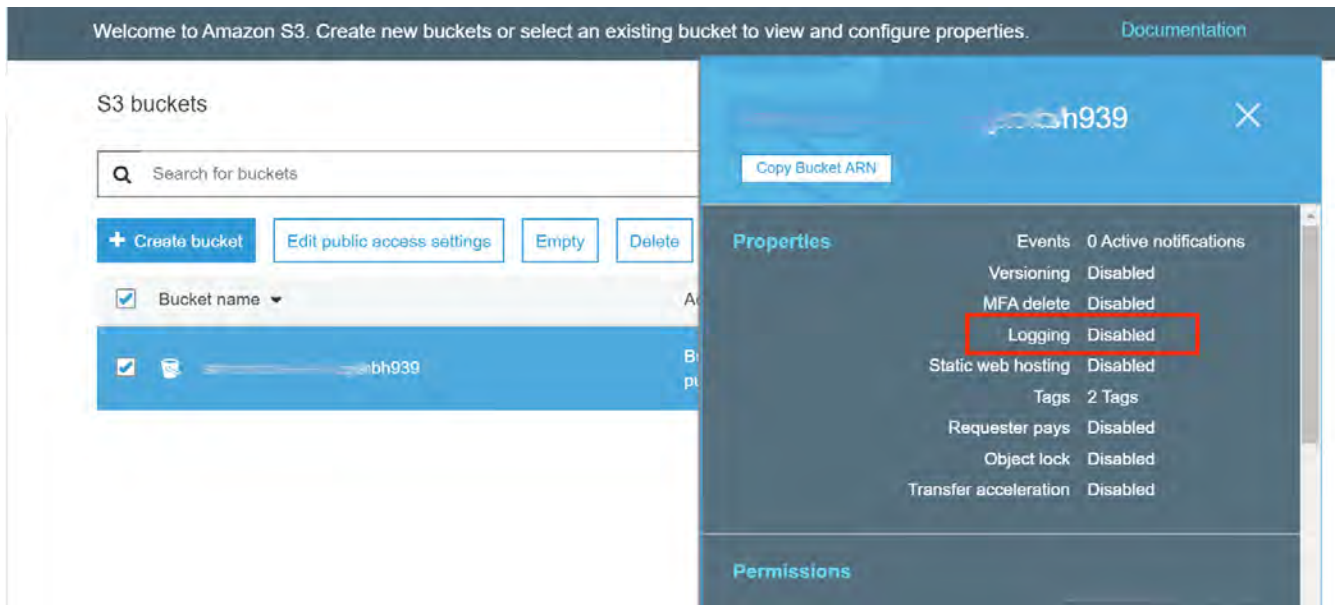 Welcome to Amazon S3. Create new buckets or select an existing bucket to view and configure properties. Documentation
S3 buckets
Search for buckets
+ Create bucket Edit public access settings Empty Delete
Bucket name
bh939
h939
Copy Bucket ARN
Properties
Events 0 Active notifications
Versioning Disabled
MFA delete Disabled
Logging Disabled
Static web hosting Disabled
Tags 2 Tags
Requester pays Disabled
Object lock Disabled
Transfer acceleration Disabled
Permissions